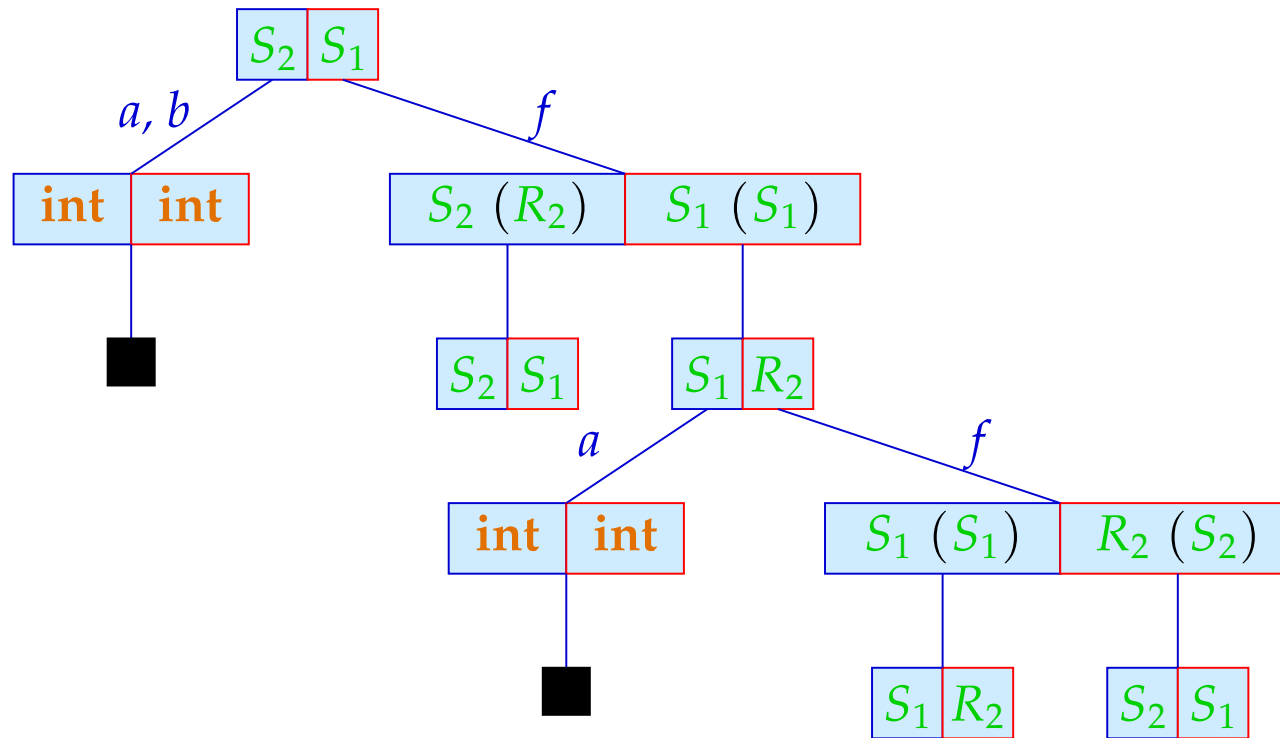 S₂ S₁
a, b f
int int S₂ (R₂) S₁ (S₁)
S₂ S₁ S₁ R₂
a f
int int S₁ (S₁) R₂ (S₂)
S₁ R₂ S₂ S₁